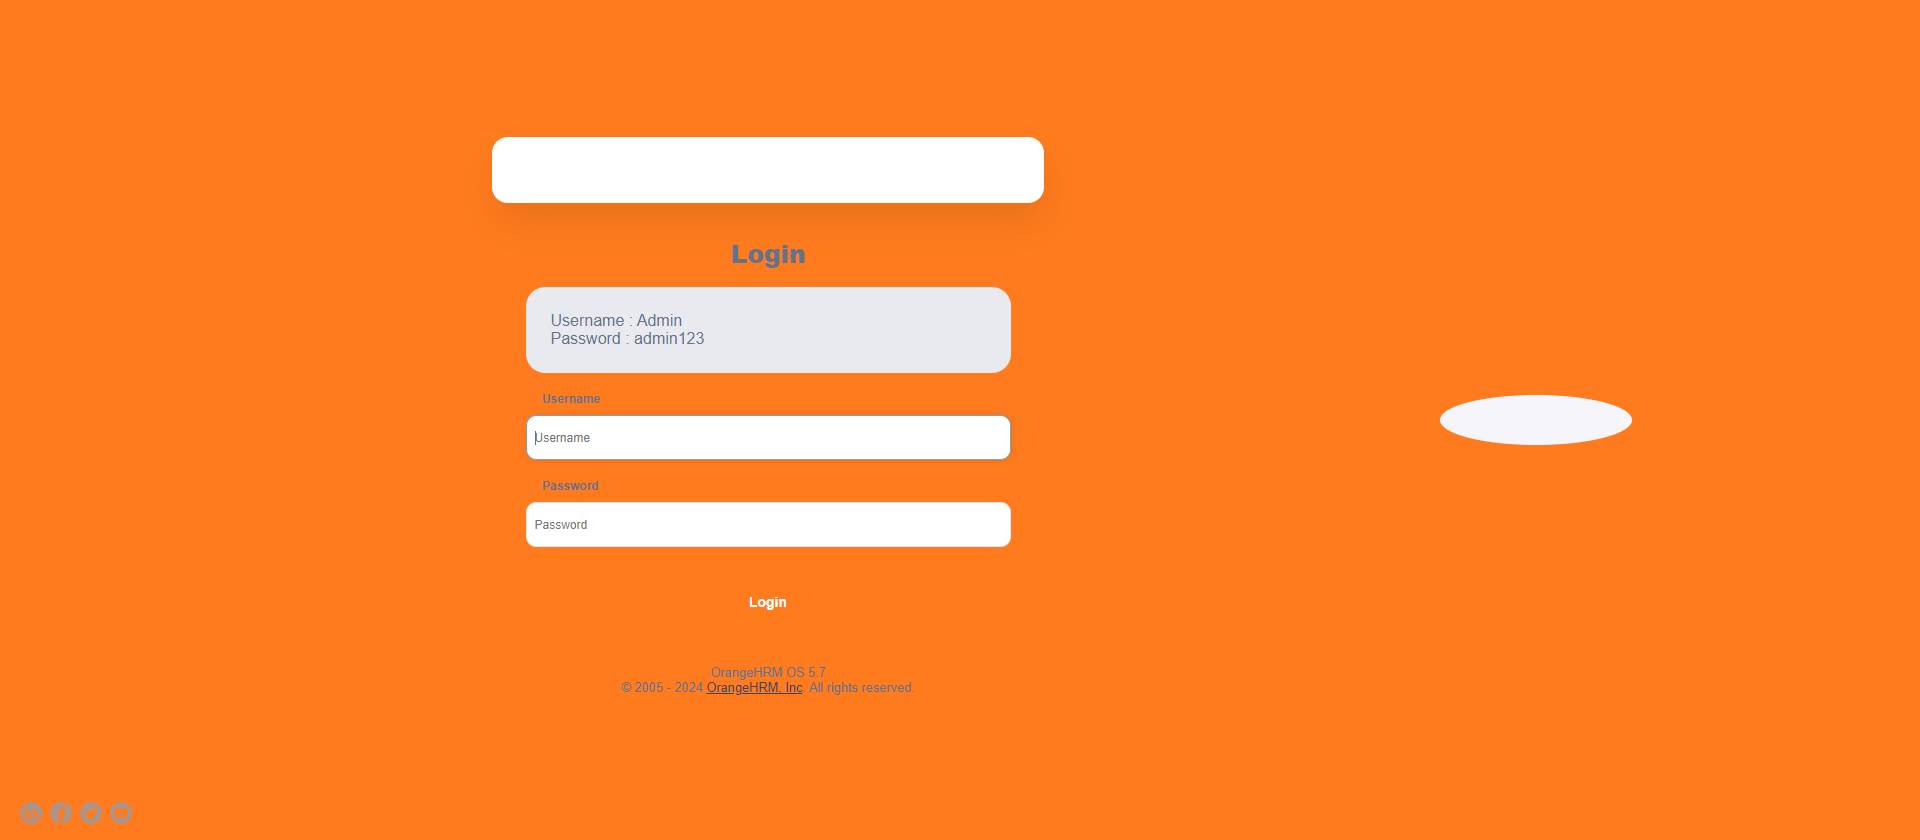 Login
Username : Admin
Password : admin123
Username
Username
Password
Password
Login
OrangeHRM OS 5.7
© 2005 - 2024 OrangeHRM, Inc. All rights reserved.